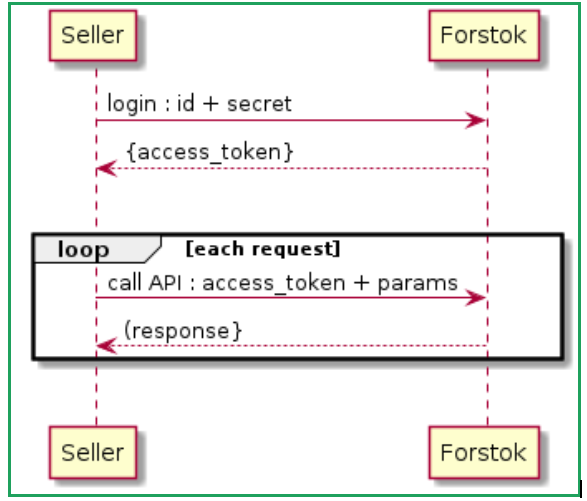 Seller Forstok
login : id + secret
{access_token}
loop [each request]
call API : access_token + params
(response}
Seller Forstok